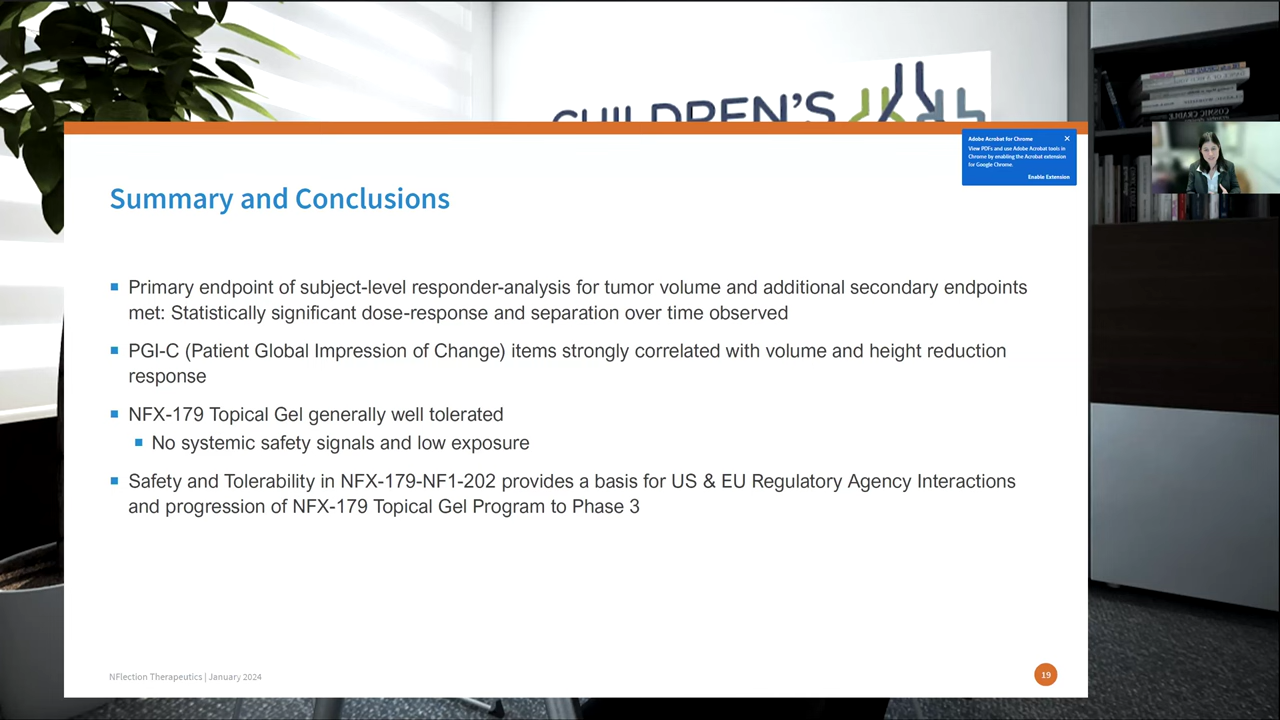 CHILDREN'S
Adobe Acrobat for Chrome
View PDFs and use Adobe Acrobat tools in
Chrome by enabling the Acrobat extension
for Google Chrome.
Enable Extension
Summary and Conclusions
Primary endpoint of subject-level responder-analysis for tumor volume and additional secondary endpoints
met: Statistically significant dose-response and separation over time observed
PGI-C (Patient Global Impression of Change) items strongly correlated with volume and height reduction
response
NFX-179 Topical Gel generally well tolerated
No systemic safety signals and low exposure
Safety and Tolerability in NFX-179-NF1-202 provides a basis for US & EU Regulatory Agency Interactions
and progression of NFX-179 Topical Gel Program to Phase 3
NFlection Therapeutics | January 2024
19